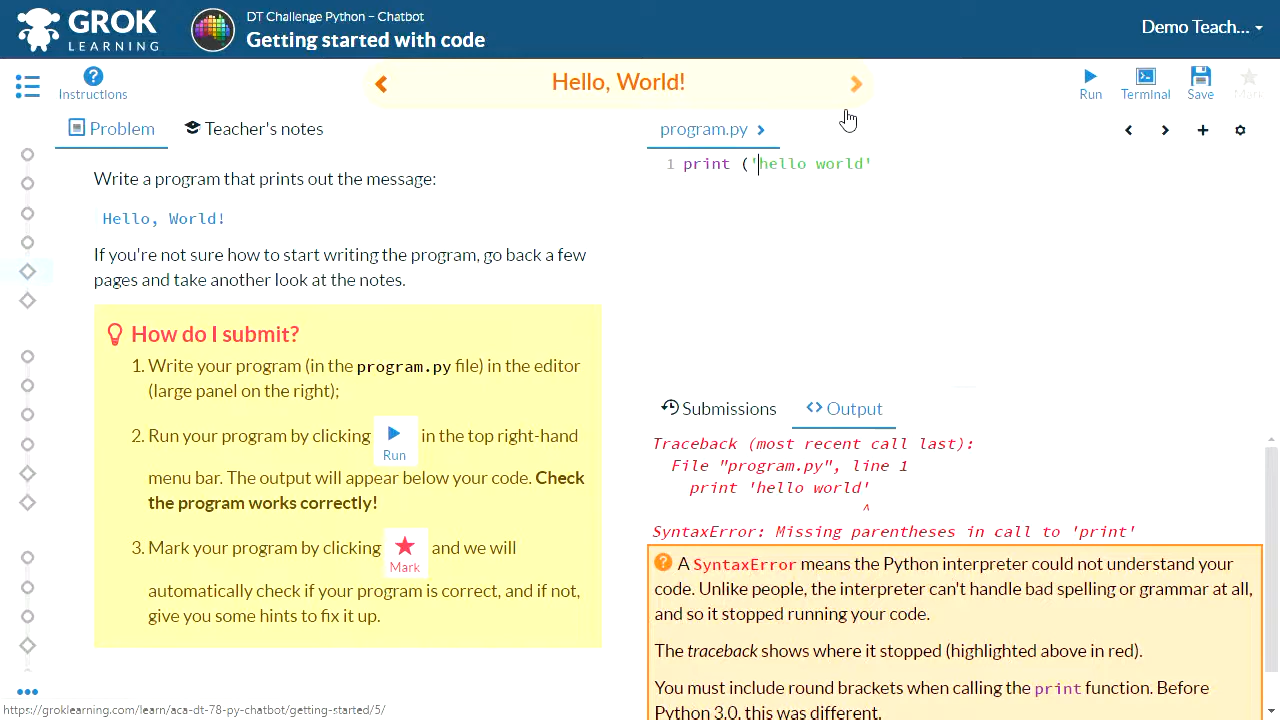 GROK
LEARNING
DT Challenge Python – Chatbot
Getting started with code
Demo Teach...
Instructions
Hello, World!
Run
Terminal
Save
Mark
Problem
Teacher's notes
program.py
Write a program that prints out the message:
Hello, World!
If you're not sure how to start writing the program, go back a few
pages and take another look at the notes.
How do I submit?
1. Write your program (in the program.py file) in the editor
(large panel on the right);
2. Run your program by clicking Run in the top right-hand
menu bar. The output will appear below your code. Check
the program works correctly!
3. Mark your program by clicking Mark and we will
automatically check if your program is correct, and if not,
give you some hints to fix it up.
1 print ('hello world'
Submissions
<> Output
Traceback (most recent call last):
File "program.py", line 1
print 'hello world'
^
SyntaxError: Missing parentheses in call to 'print'
? A SyntaxError means the Python interpreter could not understand your
code. Unlike people, the interpreter can't handle bad spelling or grammar at all,
and so it stopped running your code.
The traceback shows where it stopped (highlighted above in red).
You must include round brackets when calling the print function. Before
Python 3.0, this was different.
https://groklearning.com/learn/aca-dt-78-py-chatbot/getting-started/5/